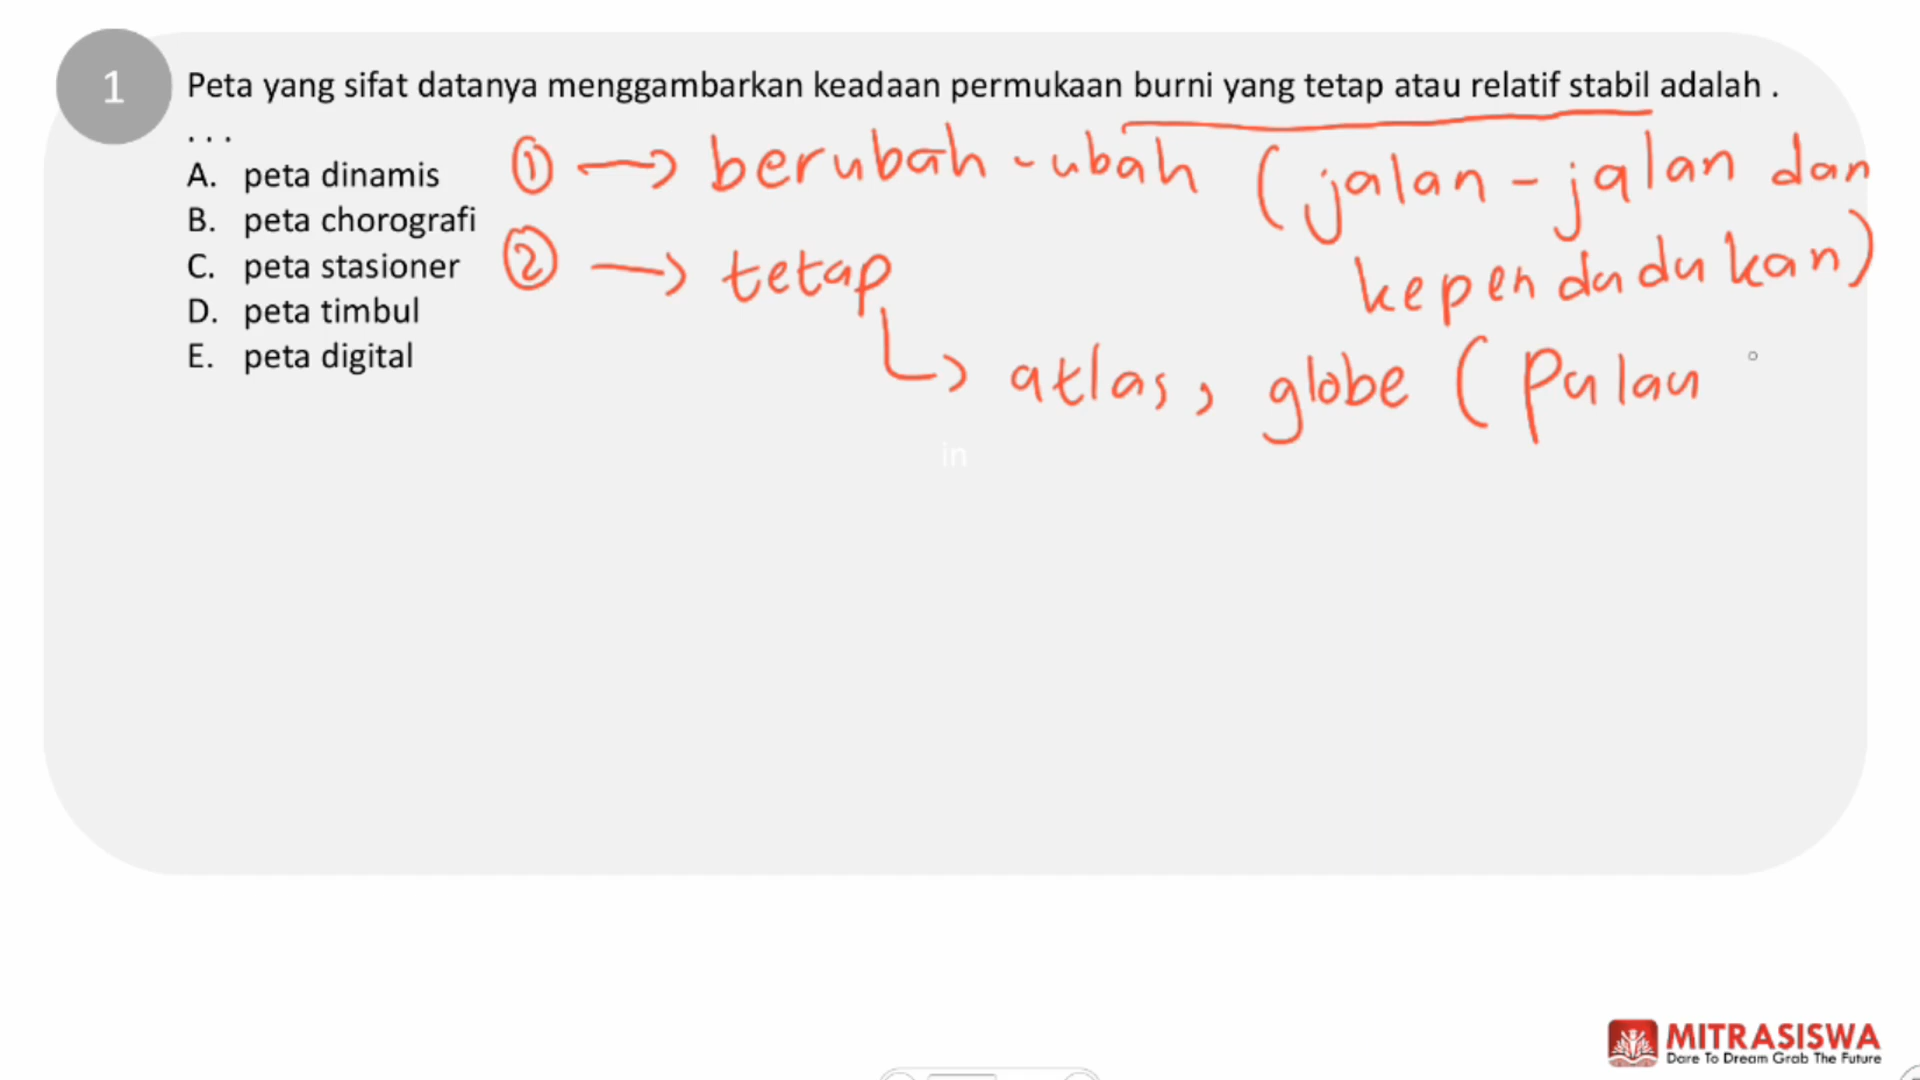 1
Peta yang sifat datanya menggambarkan keadaan permukaan burni yang tetap atau relatif stabil adalah .
. . .
A. peta dinamis
① → berubah-ubah (jalan-jalan dan
kependudukan)
B. peta chorografi
C. peta stasioner
② → tetap
D. peta timbul
E. peta digital
↳ atlas, globe (Pulau
in
MITRASISWA
Dare To Dream Grab The Future